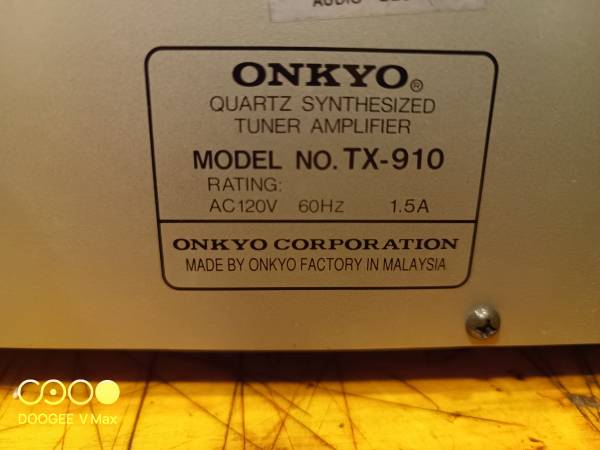 AUDIO
ONKYO®
QUARTZ SYNTHESIZED
TUNER AMPLIFIER
MODEL NO. TX-910
RATING:
AC120V 60Hz 1.5A
ONKYO CORPORATION
MADE BY ONKYO FACTORY IN MALAYSIA
DOOGEE V Max